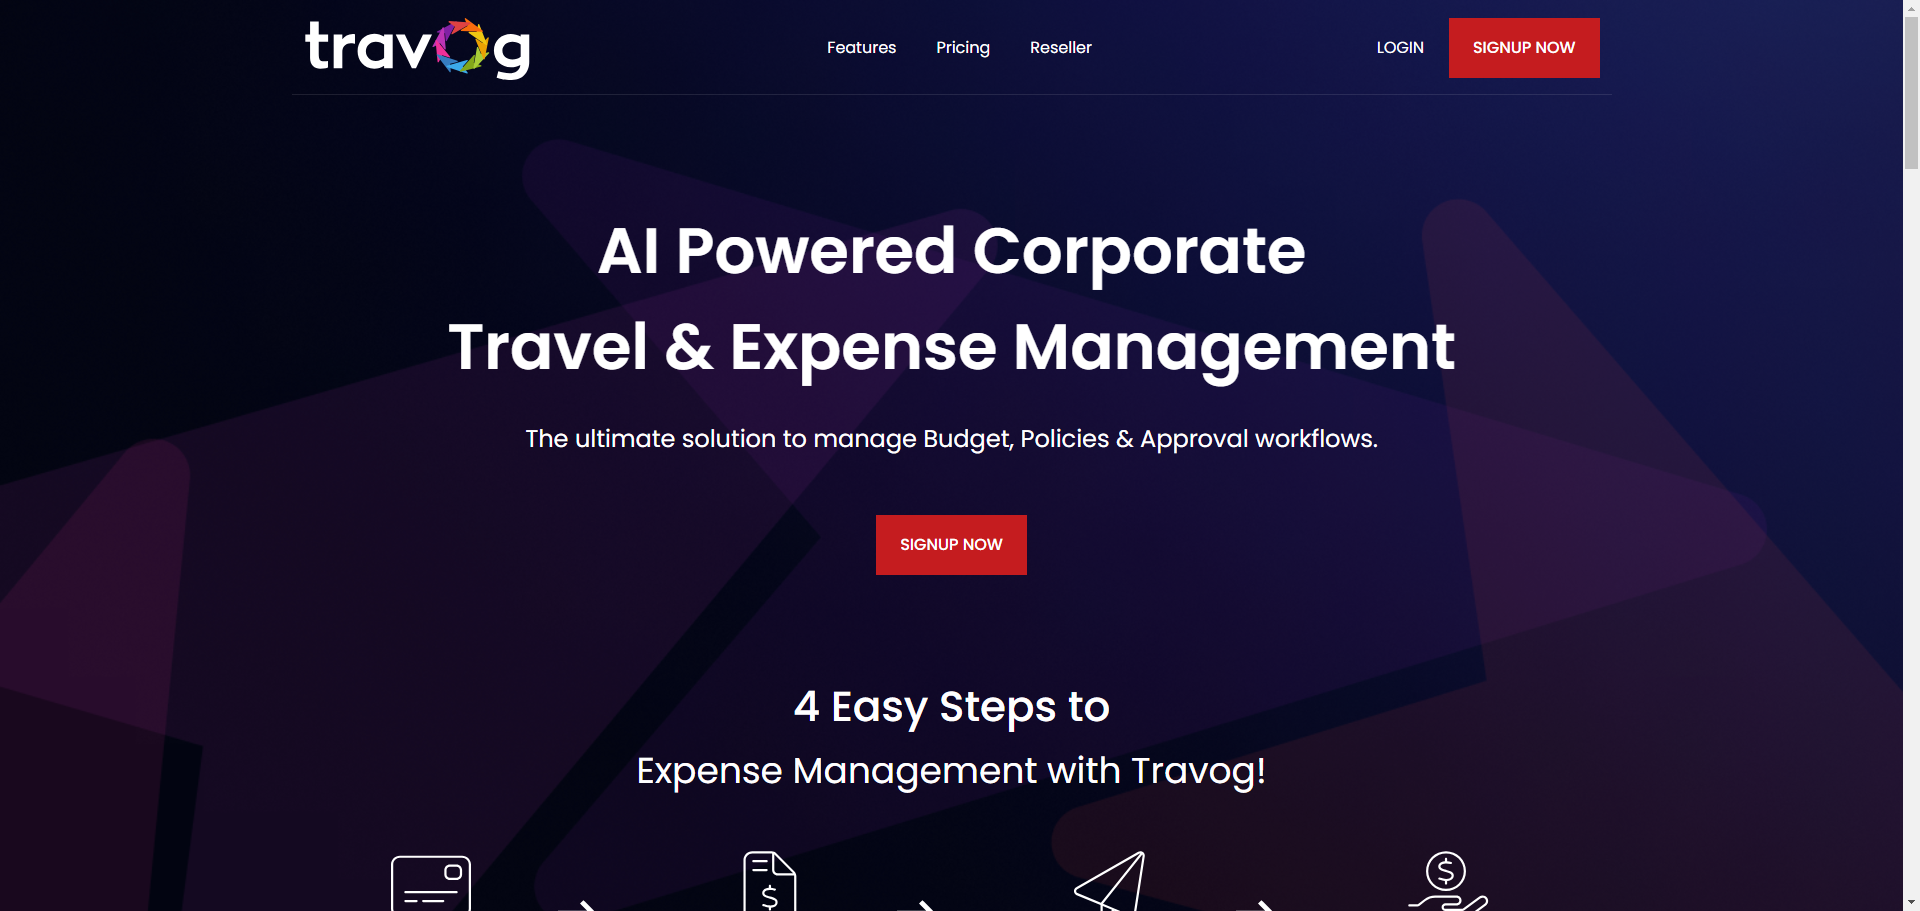 travog
Features
Pricing
Reseller
LOGIN
SIGNUP NOW
AI Powered Corporate
Travel & Expense Management
The ultimate solution to manage Budget, Policies & Approval workflows.
SIGNUP NOW
4 Easy Steps to
Expense Management with Travog!
$
$